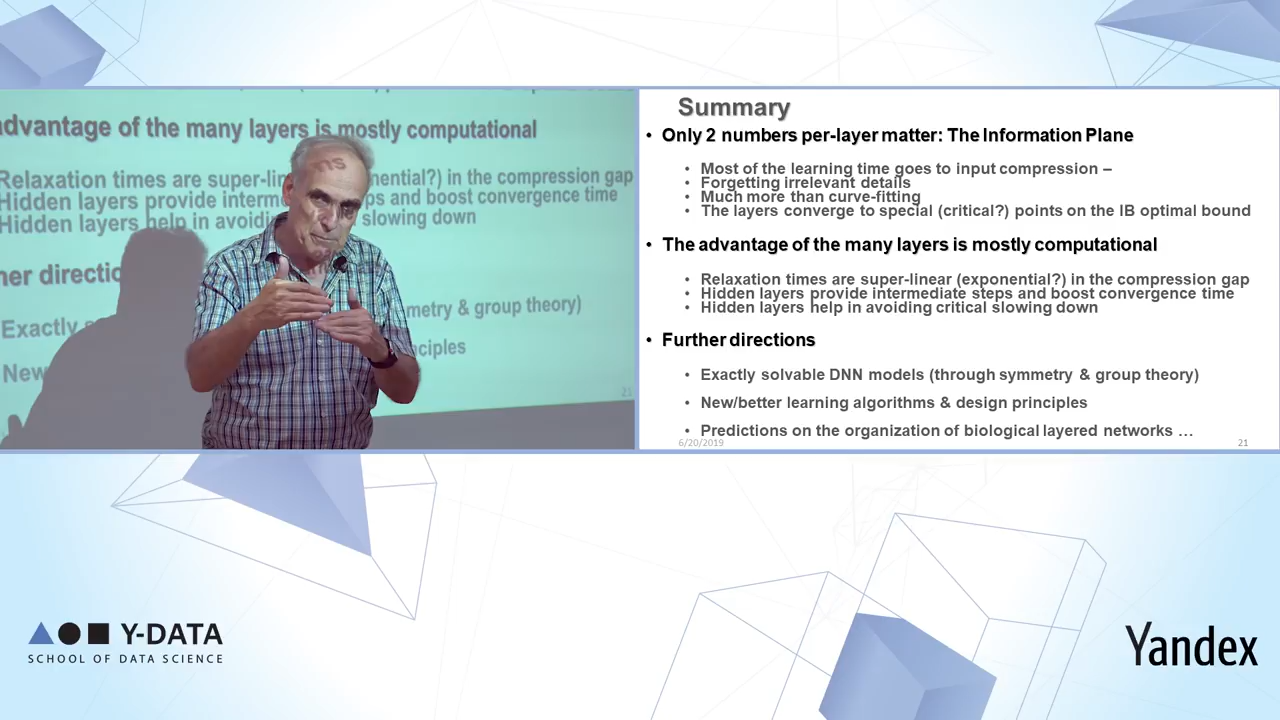 advantage of the many layers is mostly computational
Relaxation times are super-lin nential?) in the compression gap
Hidden layers provide interme ps and boost convergence time
Hidden layers help in avoidi slowing down
her directio
Exactly metry & group theory)
New ciples
21
Summary
• Only 2 numbers per-layer matter: The Information Plane
• Most of the learning time goes to input compression –
• Forgetting irrelevant details
• Much more than curve-fitting
• The layers converge to special (critical?) points on the IB optimal bound
• The advantage of the many layers is mostly computational
• Relaxation times are super-linear (exponential?) in the compression gap
• Hidden layers provide intermediate steps and boost convergence time
• Hidden layers help in avoiding critical slowing down
• Further directions
• Exactly solvable DNN models (through symmetry & group theory)
• New/better learning algorithms & design principles
• Predictions on the organization of biological layered networks …
6/20/2019
21
Y-DATA
SCHOOL OF DATA SCIENCE
Yandex